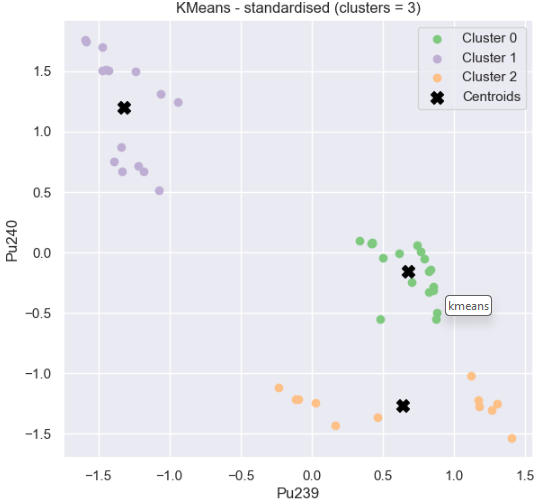 KMeans - standardised (clusters = 3)
Cluster 0
Cluster 1
Cluster 2
Centroids
1.5
1.0
0.5
0.0
−0.5
−1.0
−1.5
Pu240
kmeans
−1.5 −1.0 −0.5 0.0 0.5 1.0 1.5
Pu239